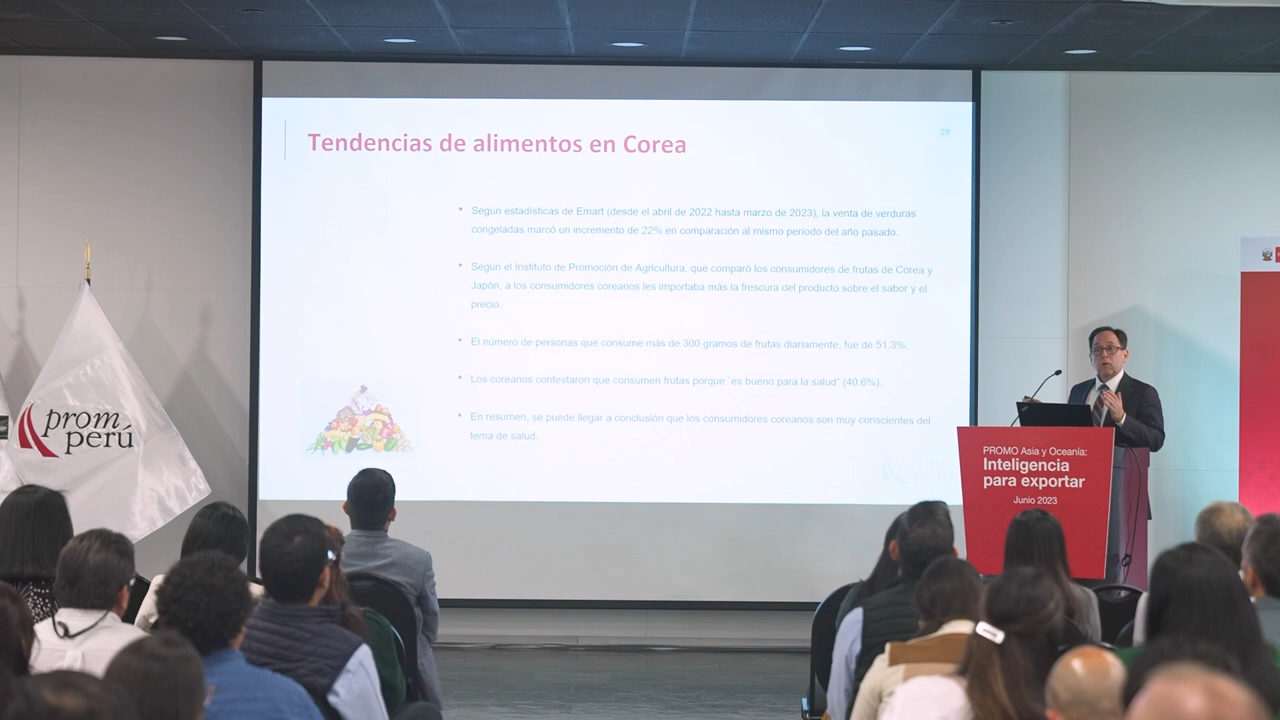 Tendencias de alimentos en Corea
29
• Según estadísticas de Emart (desde el abril de 2022 hasta marzo de 2023), la venta de verduras
congeladas marcó un incremento de 22% en comparación al mismo período del año pasado.
• Según el Instituto de Promoción de Agricultura, que comparó los consumidores de frutas de Corea y
Japón, a los consumidores coreanos les importaba más la frescura del producto sobre el sabor y el
precio.
• El número de personas que consume más de 300 gramos de frutas diariamente, fue de 51.3%.
• Los coreanos contestaron que consumen frutas porque ¨es bueno para la salud” (40.6%).
• En resumen, se puede llegar a conclusión que los consumidores coreanos son muy conscientes del
tema de salud.
prom
perú
PROMO Asia y Oceanía:
Inteligencia
para exportar
Junio 2023